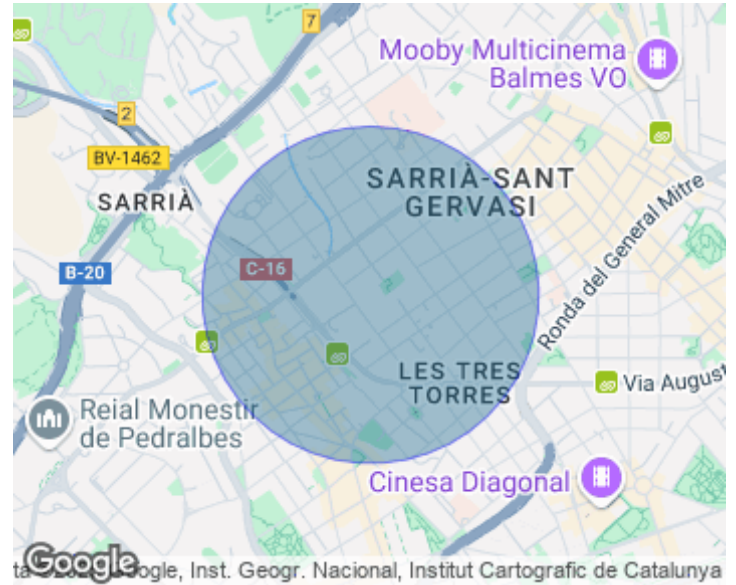 7
Mooby Multicinema
Balmes VO
2
BV-1462
SARRIÀ-SANT
GERVASI
SARRIÀ
Ronda del General Mitre
C-16
B-20
LES TRES
TORRES
Via August
Reial Monestir
de Pedralbes
Cinesa Diagonal
Google
Google, Inst. Geogr. Nacional, Institut Cartografic de Catalunya